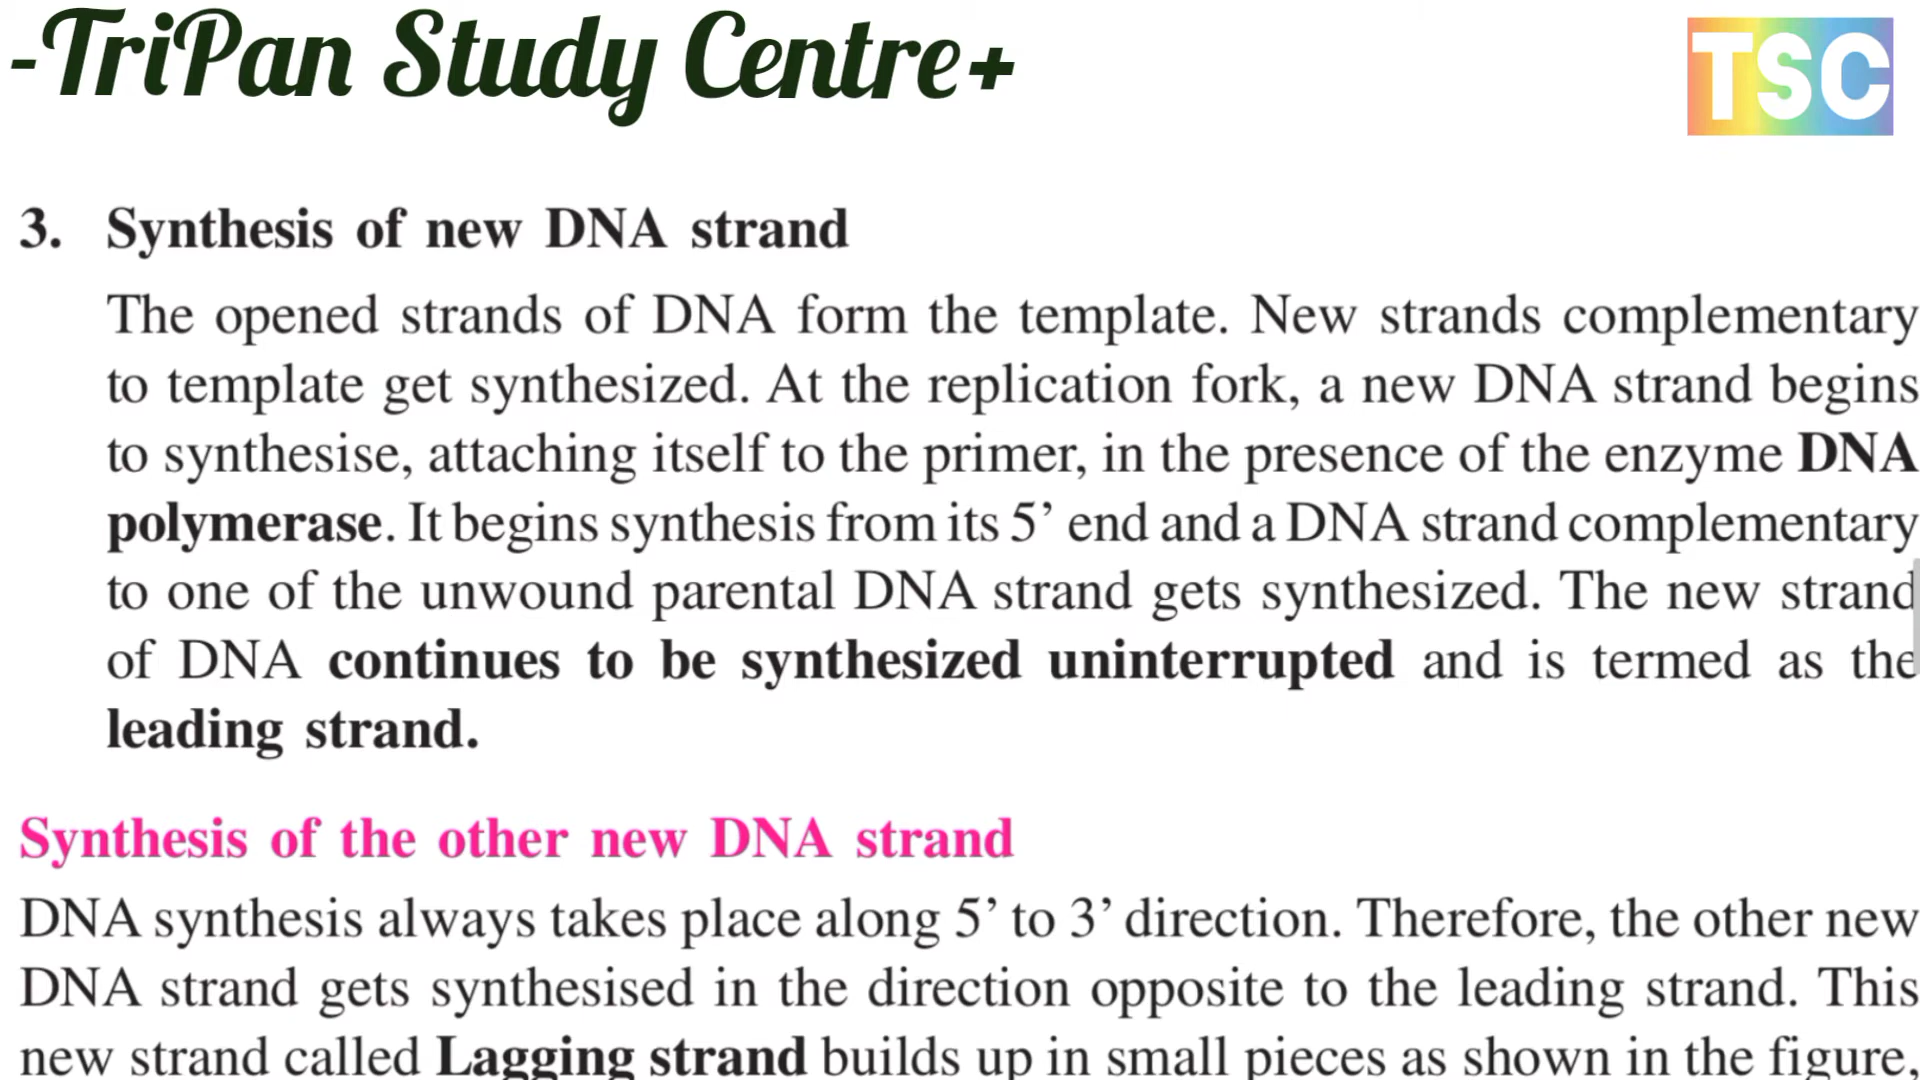 -TriPan Study Centre+
TSC
3. Synthesis of new DNA strand
The opened strands of DNA form the template. New strands complementary
to template get synthesized. At the replication fork, a new DNA strand begins
to synthesise, attaching itself to the primer, in the presence of the enzyme DNA
polymerase. It begins synthesis from its 5’ end and a DNA strand complementary
to one of the unwound parental DNA strand gets synthesized. The new strand
of DNA continues to be synthesized uninterrupted and is termed as the
leading strand.
Synthesis of the other new DNA strand
DNA synthesis always takes place along 5’ to 3’ direction. Therefore, the other new
DNA strand gets synthesised in the direction opposite to the leading strand. This
new strand called Lagging strand builds up in small pieces as shown in the figure,